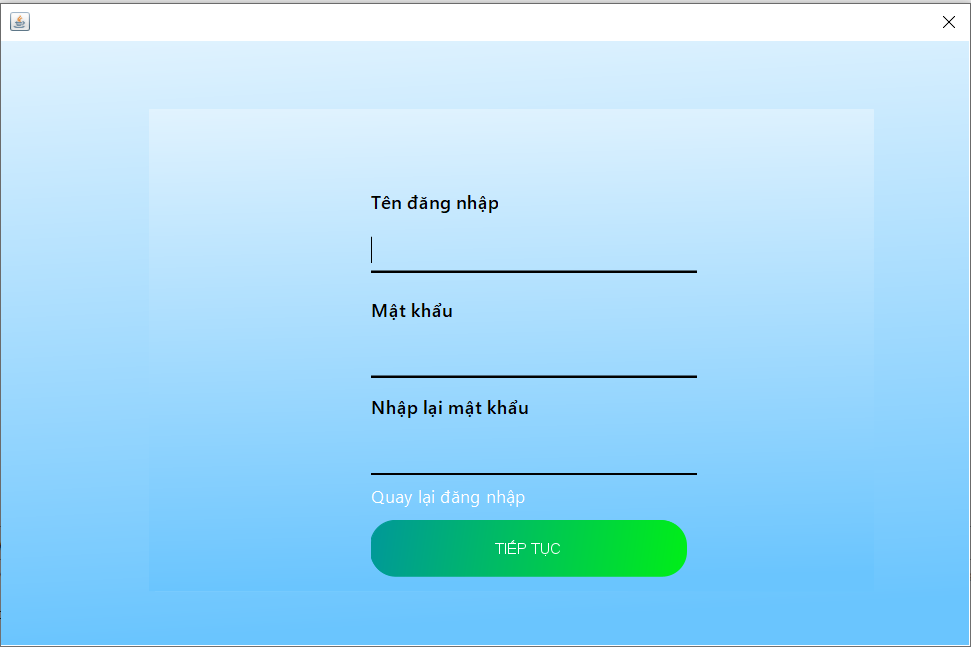 Tên đăng nhập
Mật khẩu
Nhập lại mật khẩu
Quay lại đăng nhập
TIẾP TỤC